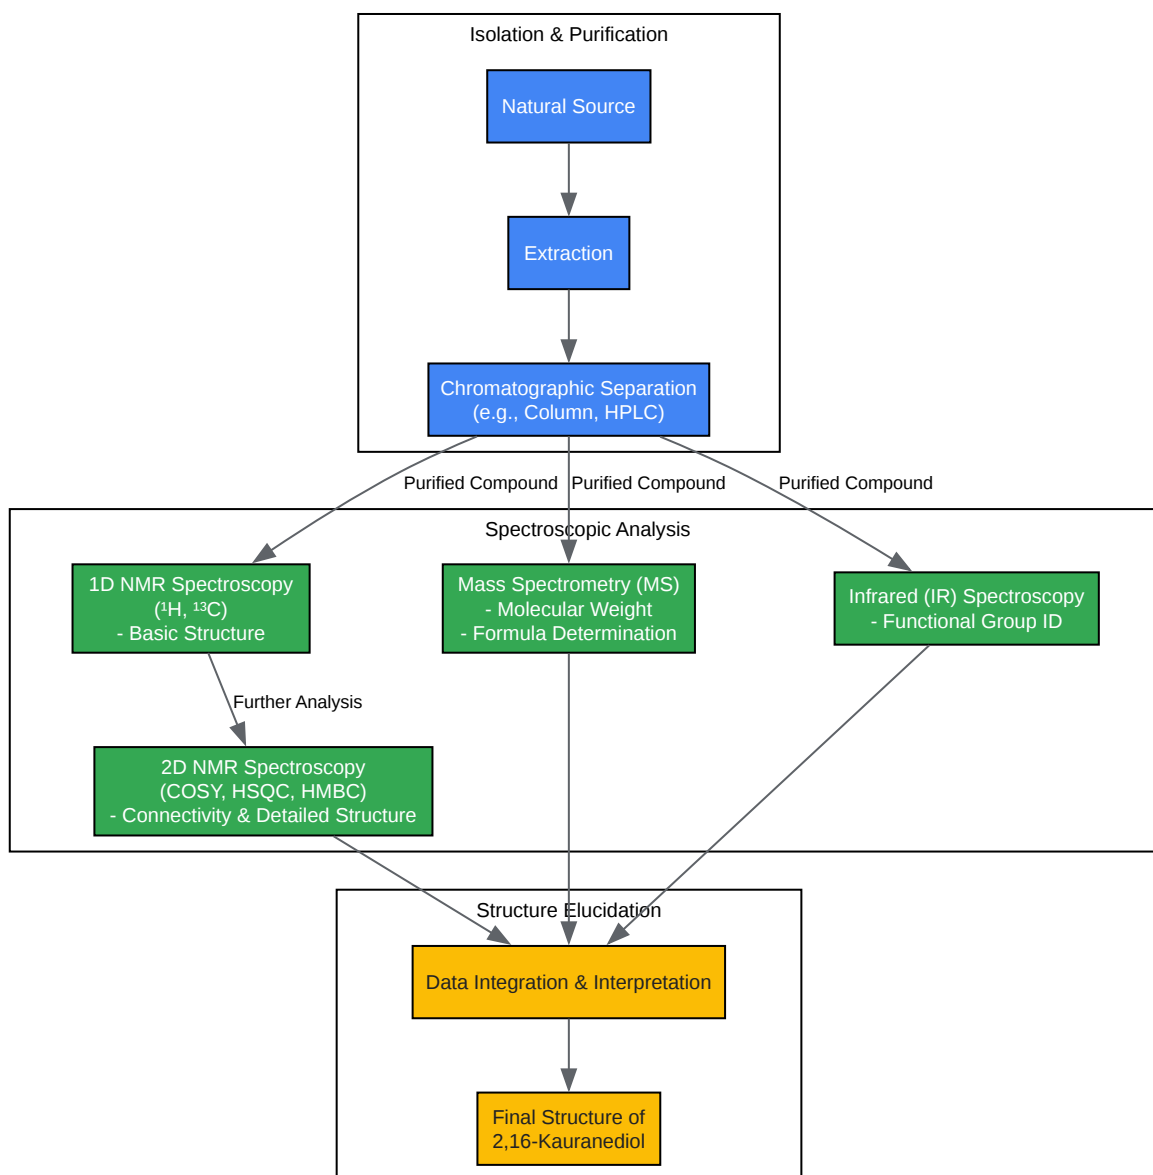 Isolation & Purification
Natural Source
Extraction
Chromatographic Separation
(e.g., Column, HPLC)
Purified Compound
Purified Compound
Purified Compound
Spectroscopic Analysis
1D NMR Spectroscopy
(¹H, ¹³C)
- Basic Structure
Mass Spectrometry (MS)
- Molecular Weight
- Formula Determination
Infrared (IR) Spectroscopy
- Functional Group ID
Further Analysis
2D NMR Spectroscopy
(COSY, HSQC, HMBC)
- Connectivity & Detailed Structure
Structure Elucidation
Data Integration & Interpretation
Final Structure of
2,16-Kauranediol